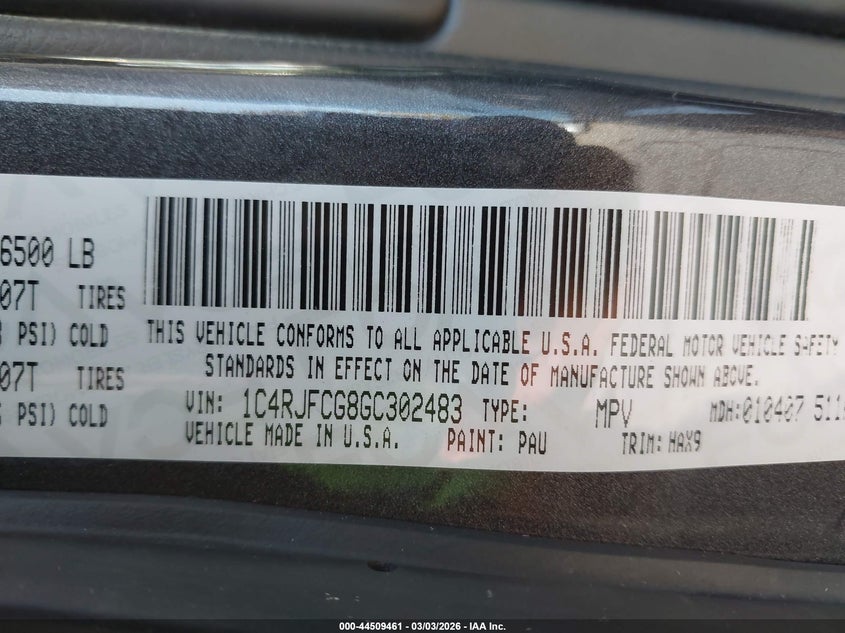 6500 LB
07T TIRES
PSI) COLD
07T TIRES
PSI) COLD
THIS VEHICLE CONFORMS TO ALL APPLICABLE U.S.A. FEDERAL MOTOR VEHICLE SAFETY
STANDARDS IN EFFECT ON THE DATE OF MANUFACTURE SHOWN ABOVE.
VIN: 1C4RJFCG8GC302483 TYPE: MPV MDH:010407 511
VEHICLE MADE IN U.S.A. PAINT: PAU TRIM: HAX9
000-44509461 | 03/03/2026 - IAA Inc.